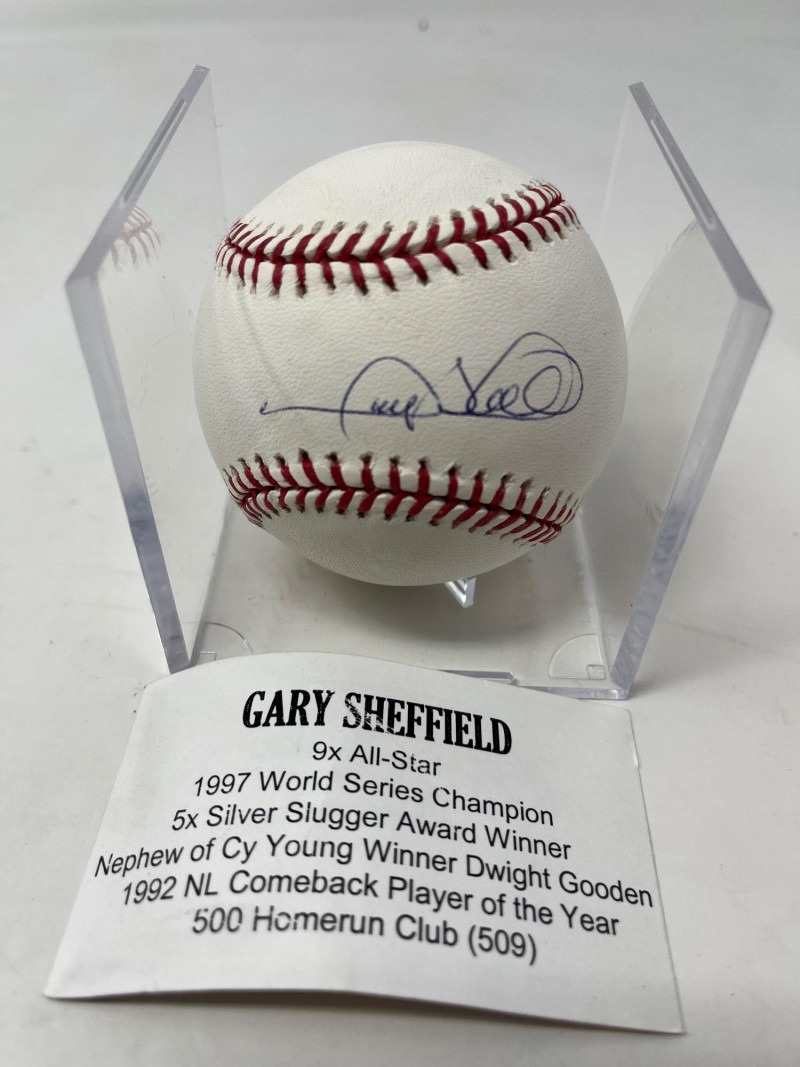 GARY SHEFFIELD
9x All-Star
1997 World Series Champion
5x Silver Slugger Award Winner
Nephew of Cy Young Winner Dwight Gooden
1992 NL Comeback Player of the Year
500 Homerun Club (509)